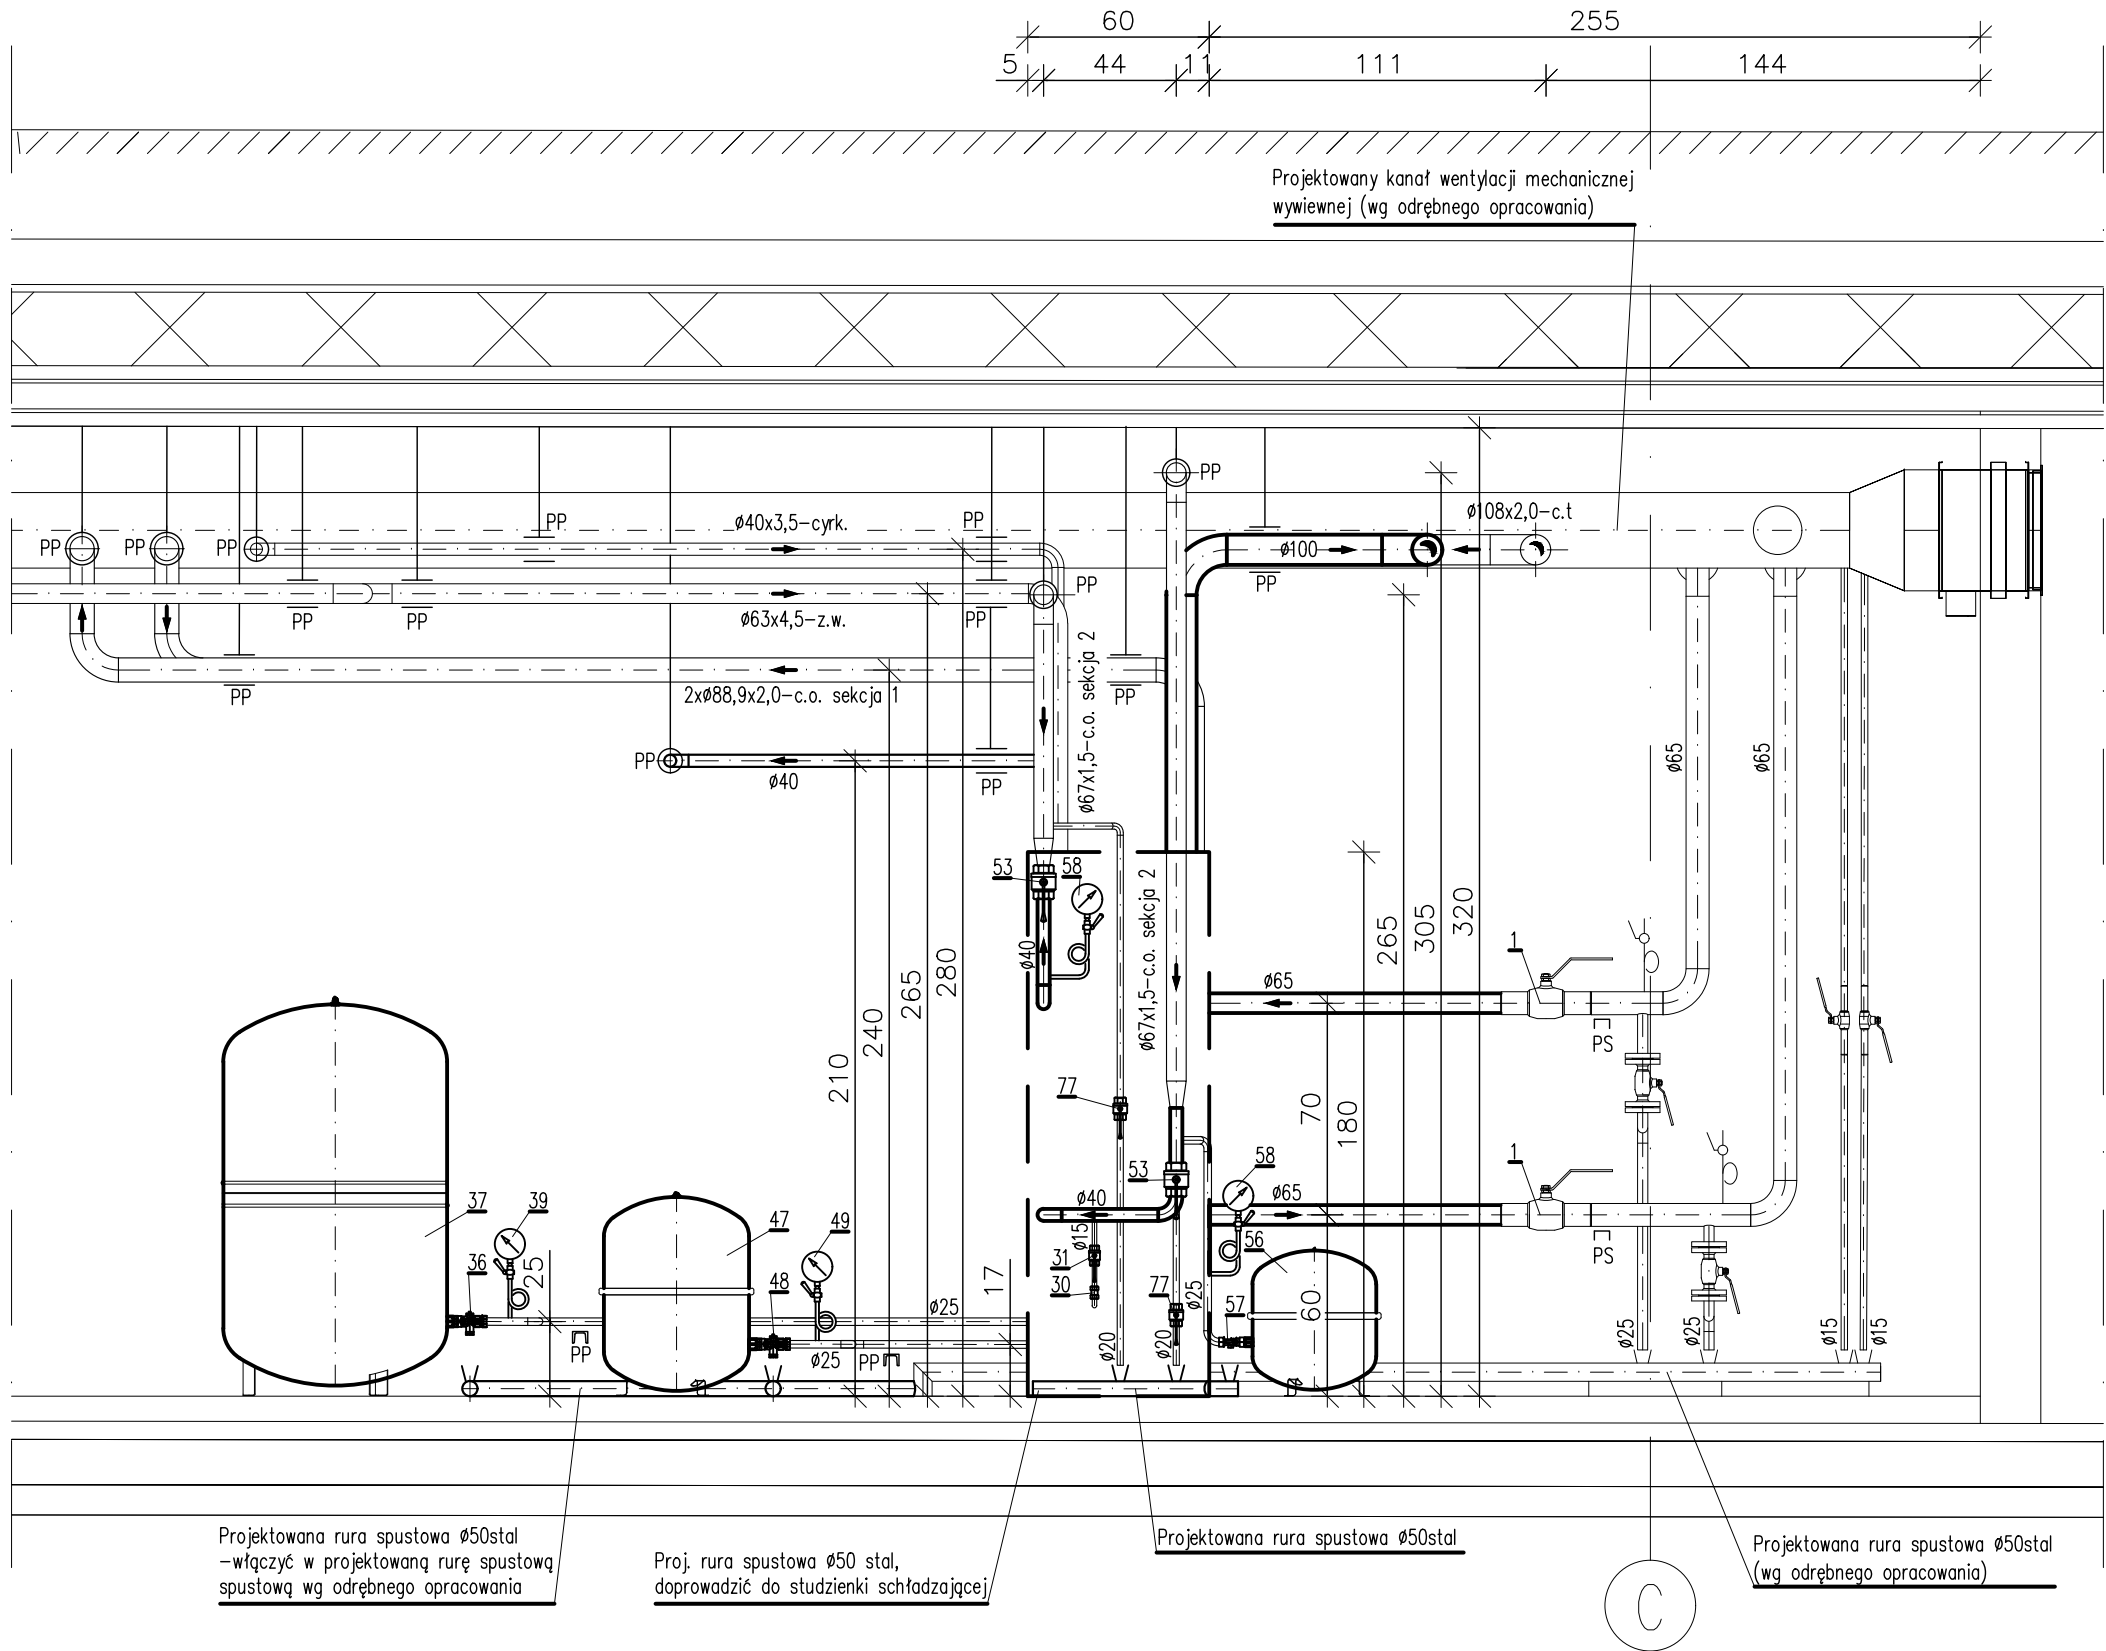 60
255
5
44
11
111
144
Projektowany kanał wentylacji mechanicznej
wywiewnej (wg odrębnego opracowania)
PP
PP
PP
PP
ø40x3,5-cyrk.
PP
PP
ø108x2,0-c.t
ø100
PP
PP
PP
PP
PP
ø63x4,5-z.w.
PP
PP
2xø88,9x2,0-c.o. sekcja 1
PP
ø67x1,5-c.o. sekcja 2
PP
ø40
PP
ø65
ø65
53
58
ø40
ø67x1,5-c.o. sekcja 2
210
240
265
280
265
305
320
1
ø65
PS
70
180
77
53
58
1
ø40
ø65
PS
ø15
31
30
56
37
39
36
25
47
49
48
17
ø25
ø25
PP
PP
77
ø25
57
60
ø20
ø20
ø25
ø25
ø15
ø15
Projektowana rura spustowa ø50stal
-włączyć w projektowaną rurę spustową
spustową wg odrębnego opracowania
Proj. rura spustowa ø50 stal,
doprowadzić do studzienki schładzającej
Projektowana rura spustowa ø50stal
Projektowana rura spustowa ø50stal
(wg odrębnego opracowania)
C